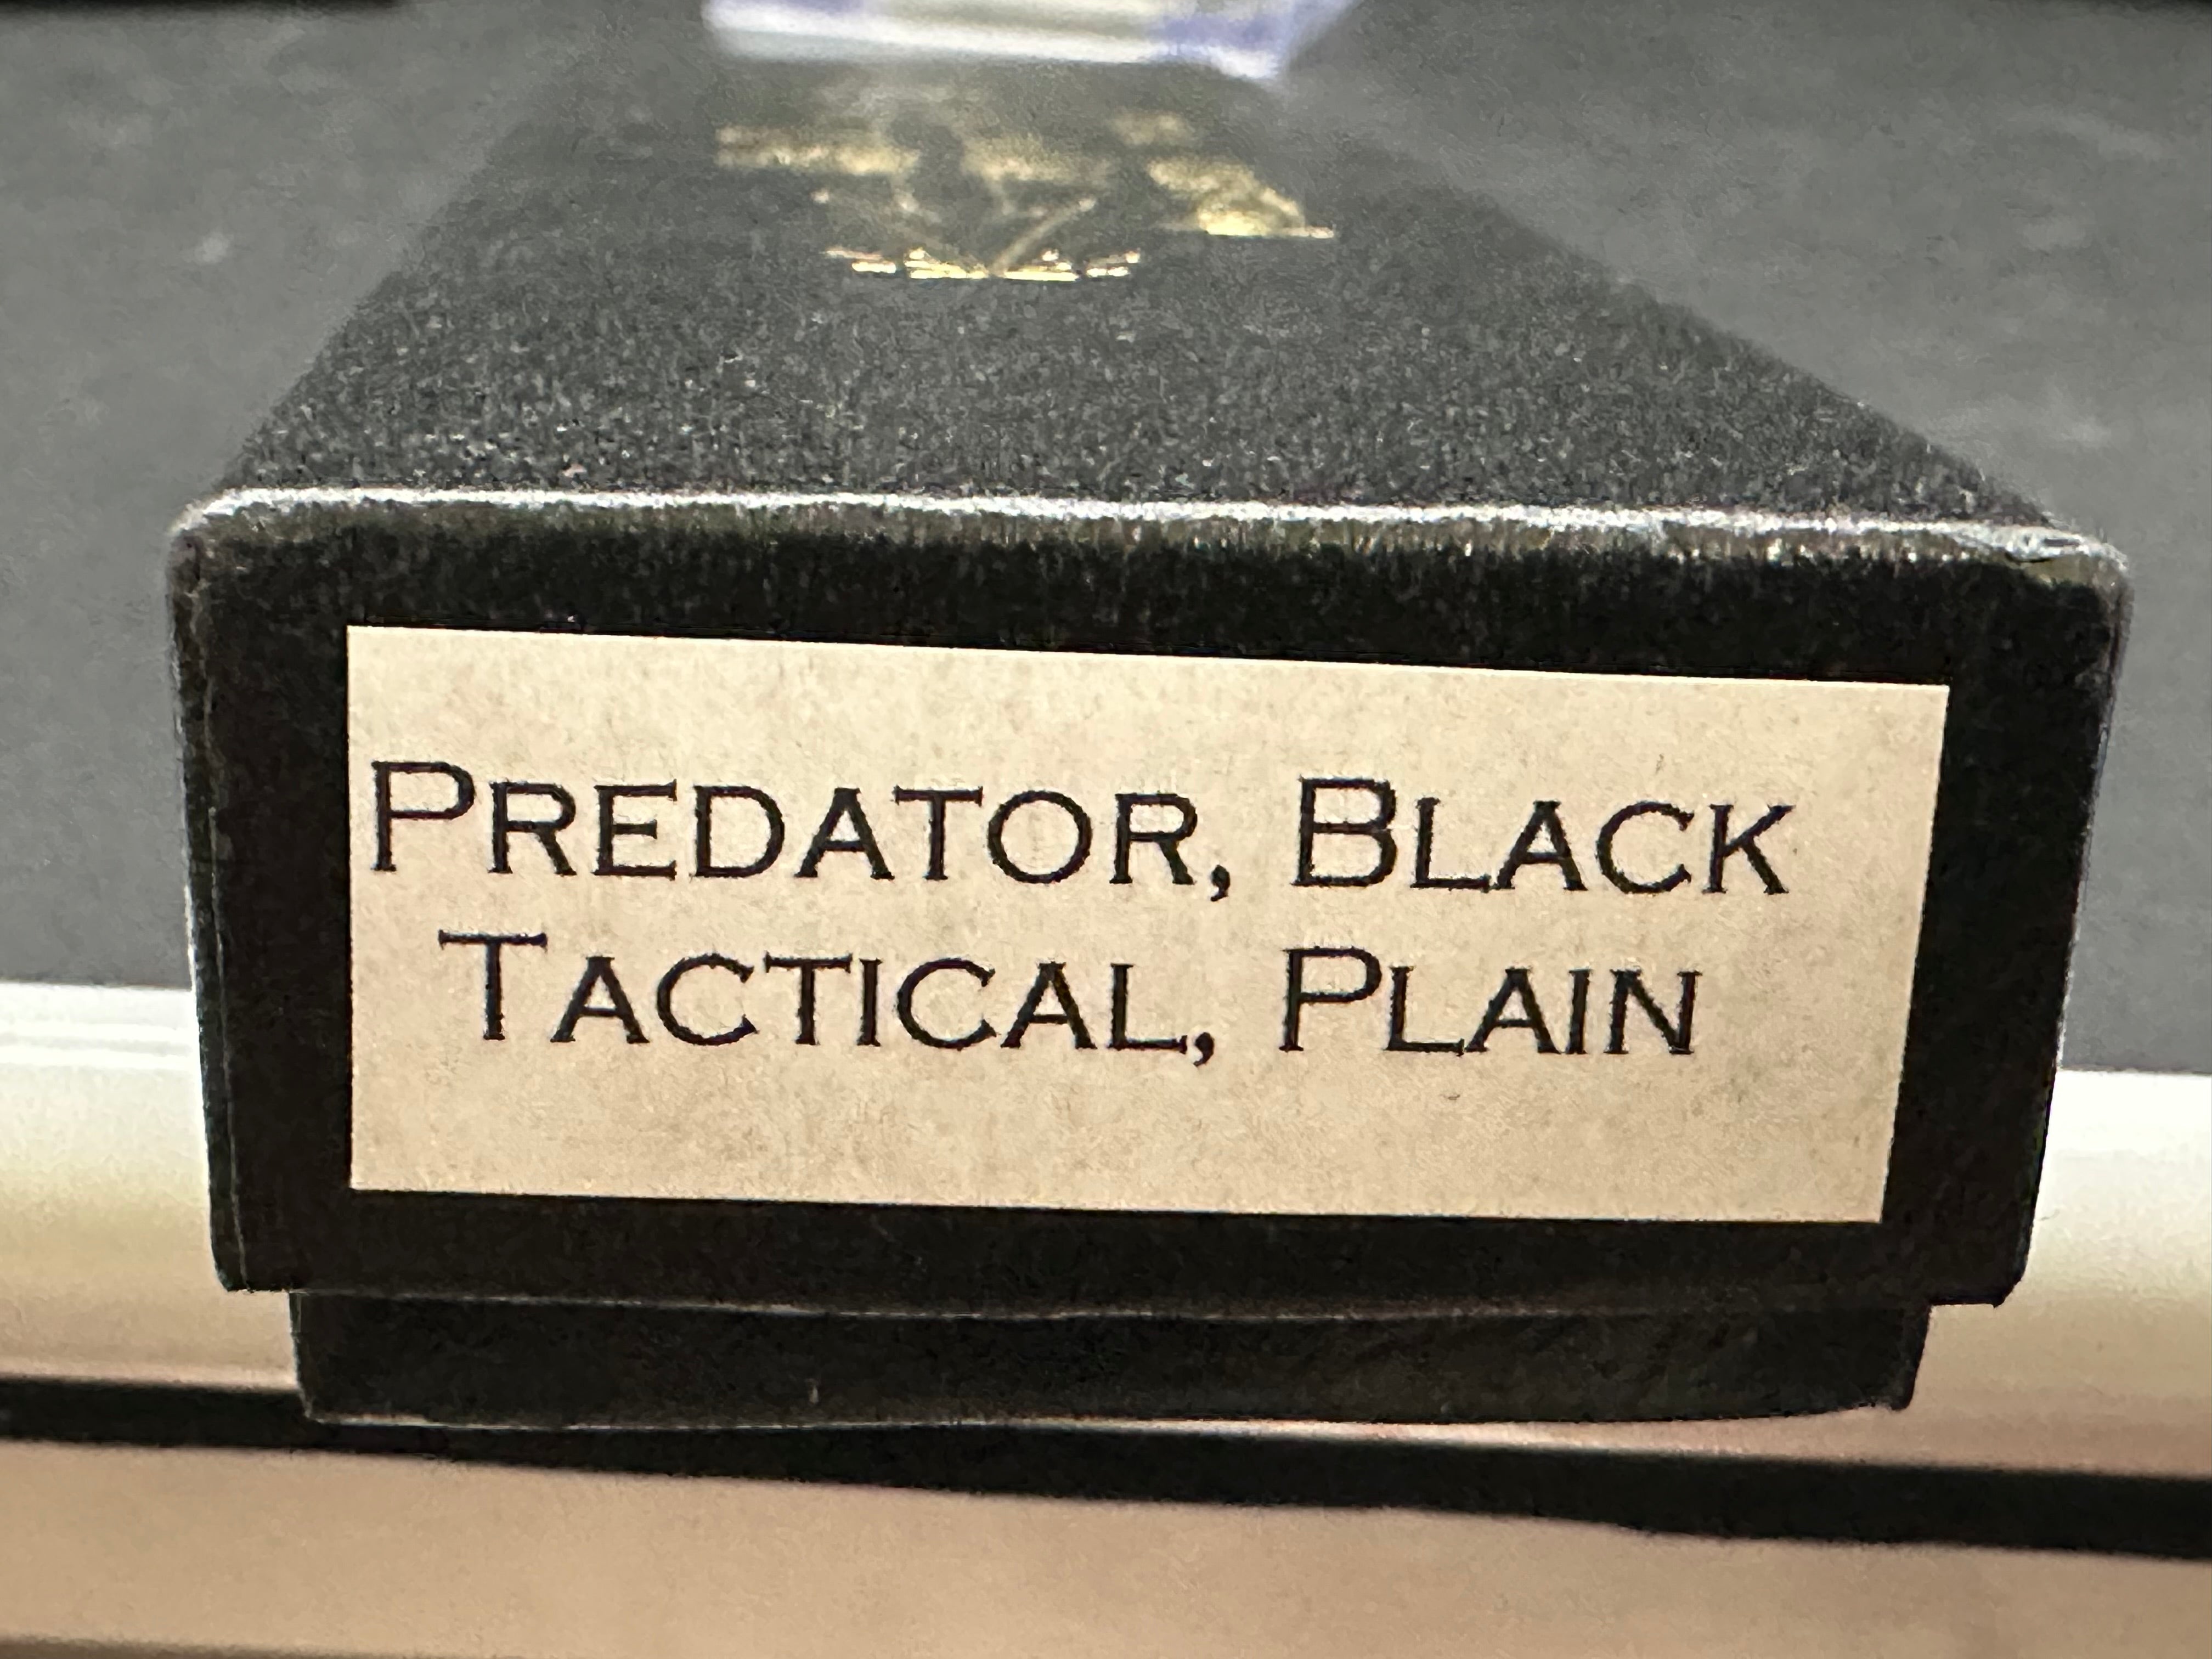 PREDATOR, BLACK
TACTICAL, PLAIN